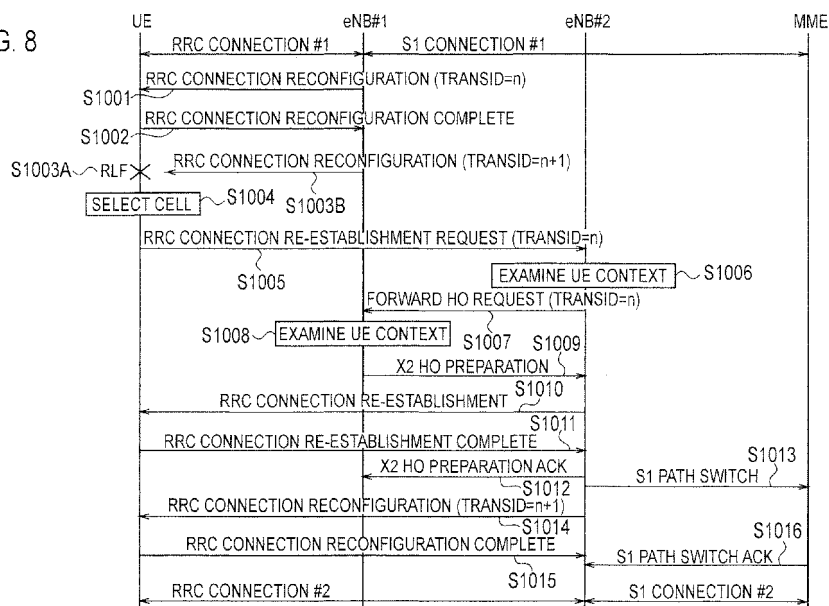 G. 8
UE eNB#1 eNB#2 MME
RRC CONNECTION #1 S1 CONNECTION #1
RRC CONNECTION RECONFIGURATION (TRANSID=n)
S1001
RRC CONNECTION RECONFIGURATION COMPLETE
S1002
RRC CONNECTION RECONFIGURATION (TRANSID=n+1)
S1003A RLF
S1003B
SELECT CELL S1004
RRC CONNECTION RE-ESTABLISHMENT REQUEST (TRANSID=n)
S1005
EXAMINE UE CONTEXT S1006
FORWARD HO REQUEST (TRANSID=n)
S1007
S1008 EXAMINE UE CONTEXT
S1009
X2 HO PREPARATION
S1010
RRC CONNECTION RE-ESTABLISHMENT
S1011
RRC CONNECTION RE-ESTABLISHMENT COMPLETE
X2 HO PREPARATION ACK
S1012
S1013
S1 PATH SWITCH
RRC CONNECTION RECONFIGURATION (TRANSID=n+1)
S1014
S1016
RRC CONNECTION RECONFIGURATION COMPLETE
S1015
S1 PATH SWITCH ACK
RRC CONNECTION #2 S1 CONNECTION #2